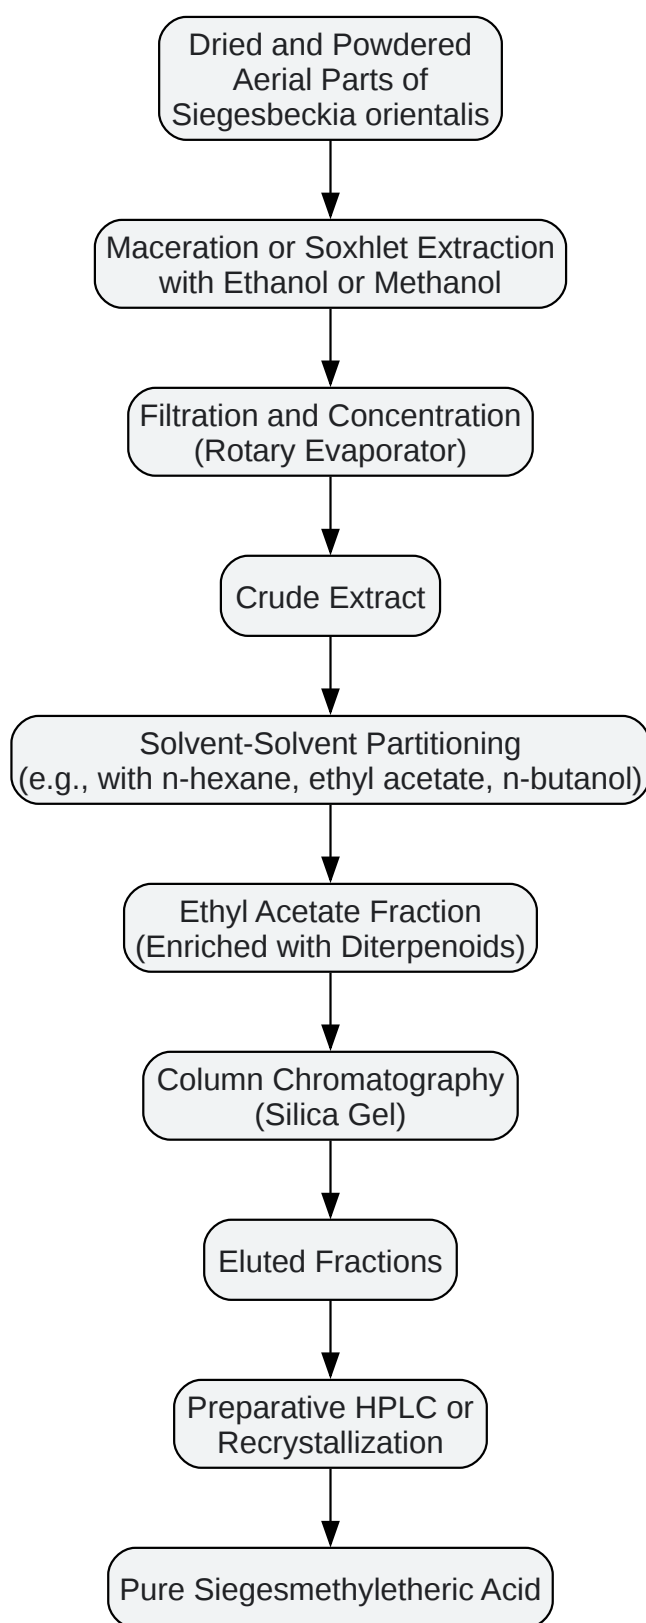 Dried and Powdered
Aerial Parts of
Siegesbeckia orientalis
Maceration or Soxhlet Extraction
with Ethanol or Methanol
Filtration and Concentration
(Rotary Evaporator)
Crude Extract
Solvent-Solvent Partitioning
(e.g., with n-hexane, ethyl acetate, n-butanol)
Ethyl Acetate Fraction
(Enriched with Diterpenoids)
Column Chromatography
(Silica Gel)
Eluted Fractions
Preparative HPLC or
Recrystallization
Pure Siegesmethyletheric Acid